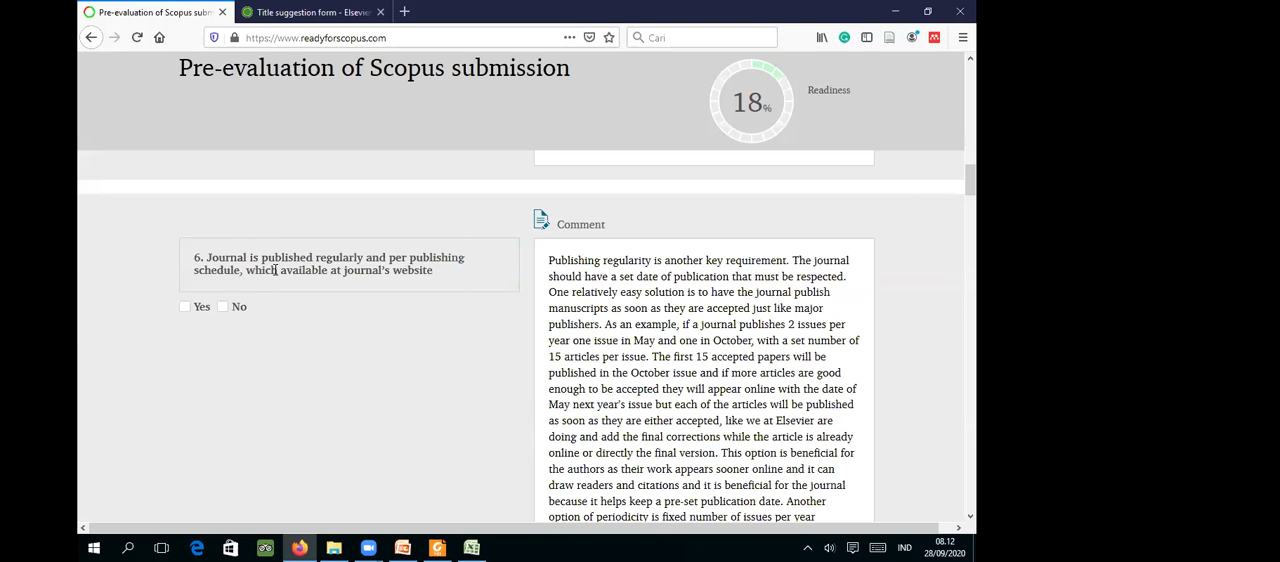 Pre-evaluation of Scopus subm
Title suggestion form - Elsevier
https://www.readyforscopus.com
Cari
Pre-evaluation of Scopus submission
18%
Readiness
Comment
6. Journal is published regularly and per publishing
schedule, which available at journal's website
Yes No
Publishing regularity is another key requirement. The journal
should have a set date of publication that must be respected.
One relatively easy solution is to have the journal publish
manuscripts as soon as they are accepted just like major
publishers. As an example, if a journal publishes 2 issues per
year one issue in May and one in October, with a set number of
15 articles per issue. The first 15 accepted papers will be
published in the October issue and if more articles are good
enough to be accepted they will appear online with the date of
May next year's issue but each of the articles will be published
as soon as they are either accepted, like we at Elsevier are
doing and add the final corrections while the article is already
online or directly the final version. This option is beneficial for
the authors as their work appears sooner online and it can
draw readers and citations and it is beneficial for the journal
because it helps keep a pre-set publication date. Another
option of periodicity is fixed number of issues per year
IND
08.12
28/09/2020